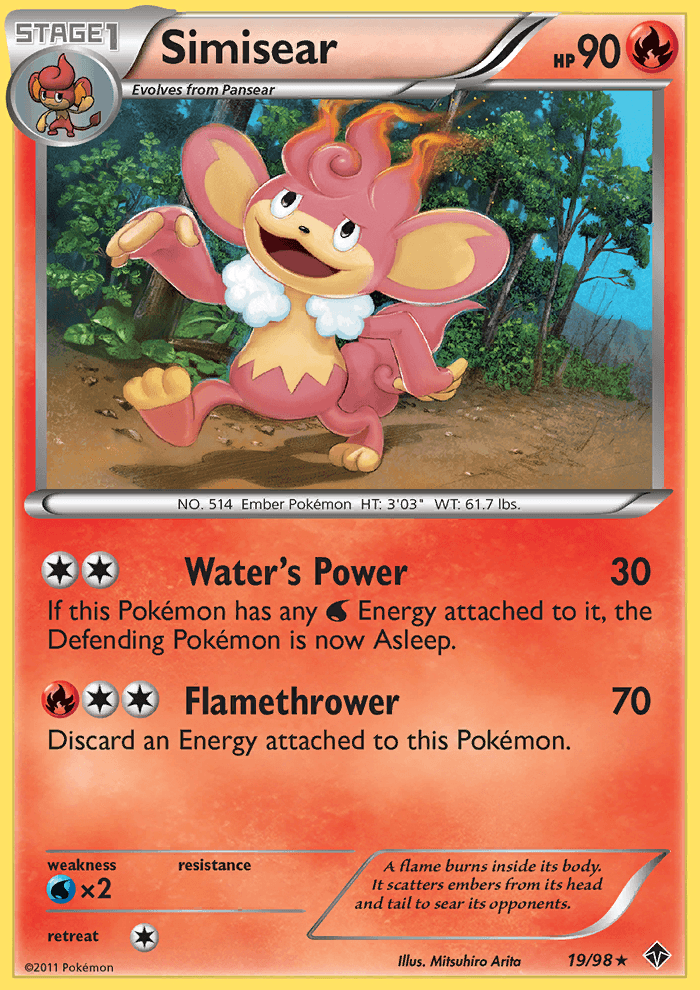 STAGE1
Simisear
HP90
Evolves from Pansear
NO. 514 Ember Pokémon HT: 3'03" WT: 61.7 lbs.
Water's Power 30
If this Pokémon has any Energy attached to it, the
Defending Pokémon is now Asleep.
Flamethrower 70
Discard an Energy attached to this Pokémon.
weakness resistance
×2
retreat
A flame burns inside its body.
It scatters embers from its head
and tail to sear its opponents.
©2011 Pokémon
Illus. Mitsuhiro Arita
19/98★